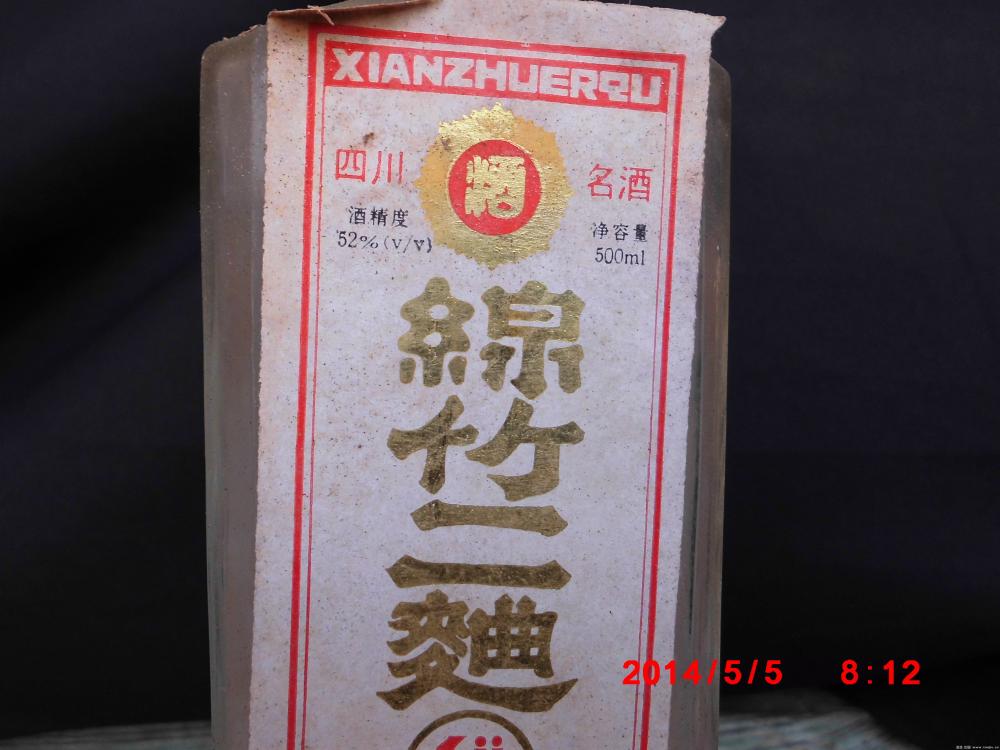 XIANZHUERQU
四川
名酒
酒精度
52%(v/v)
净容量
500ml
線竹二麯
2014/5/5 8:12